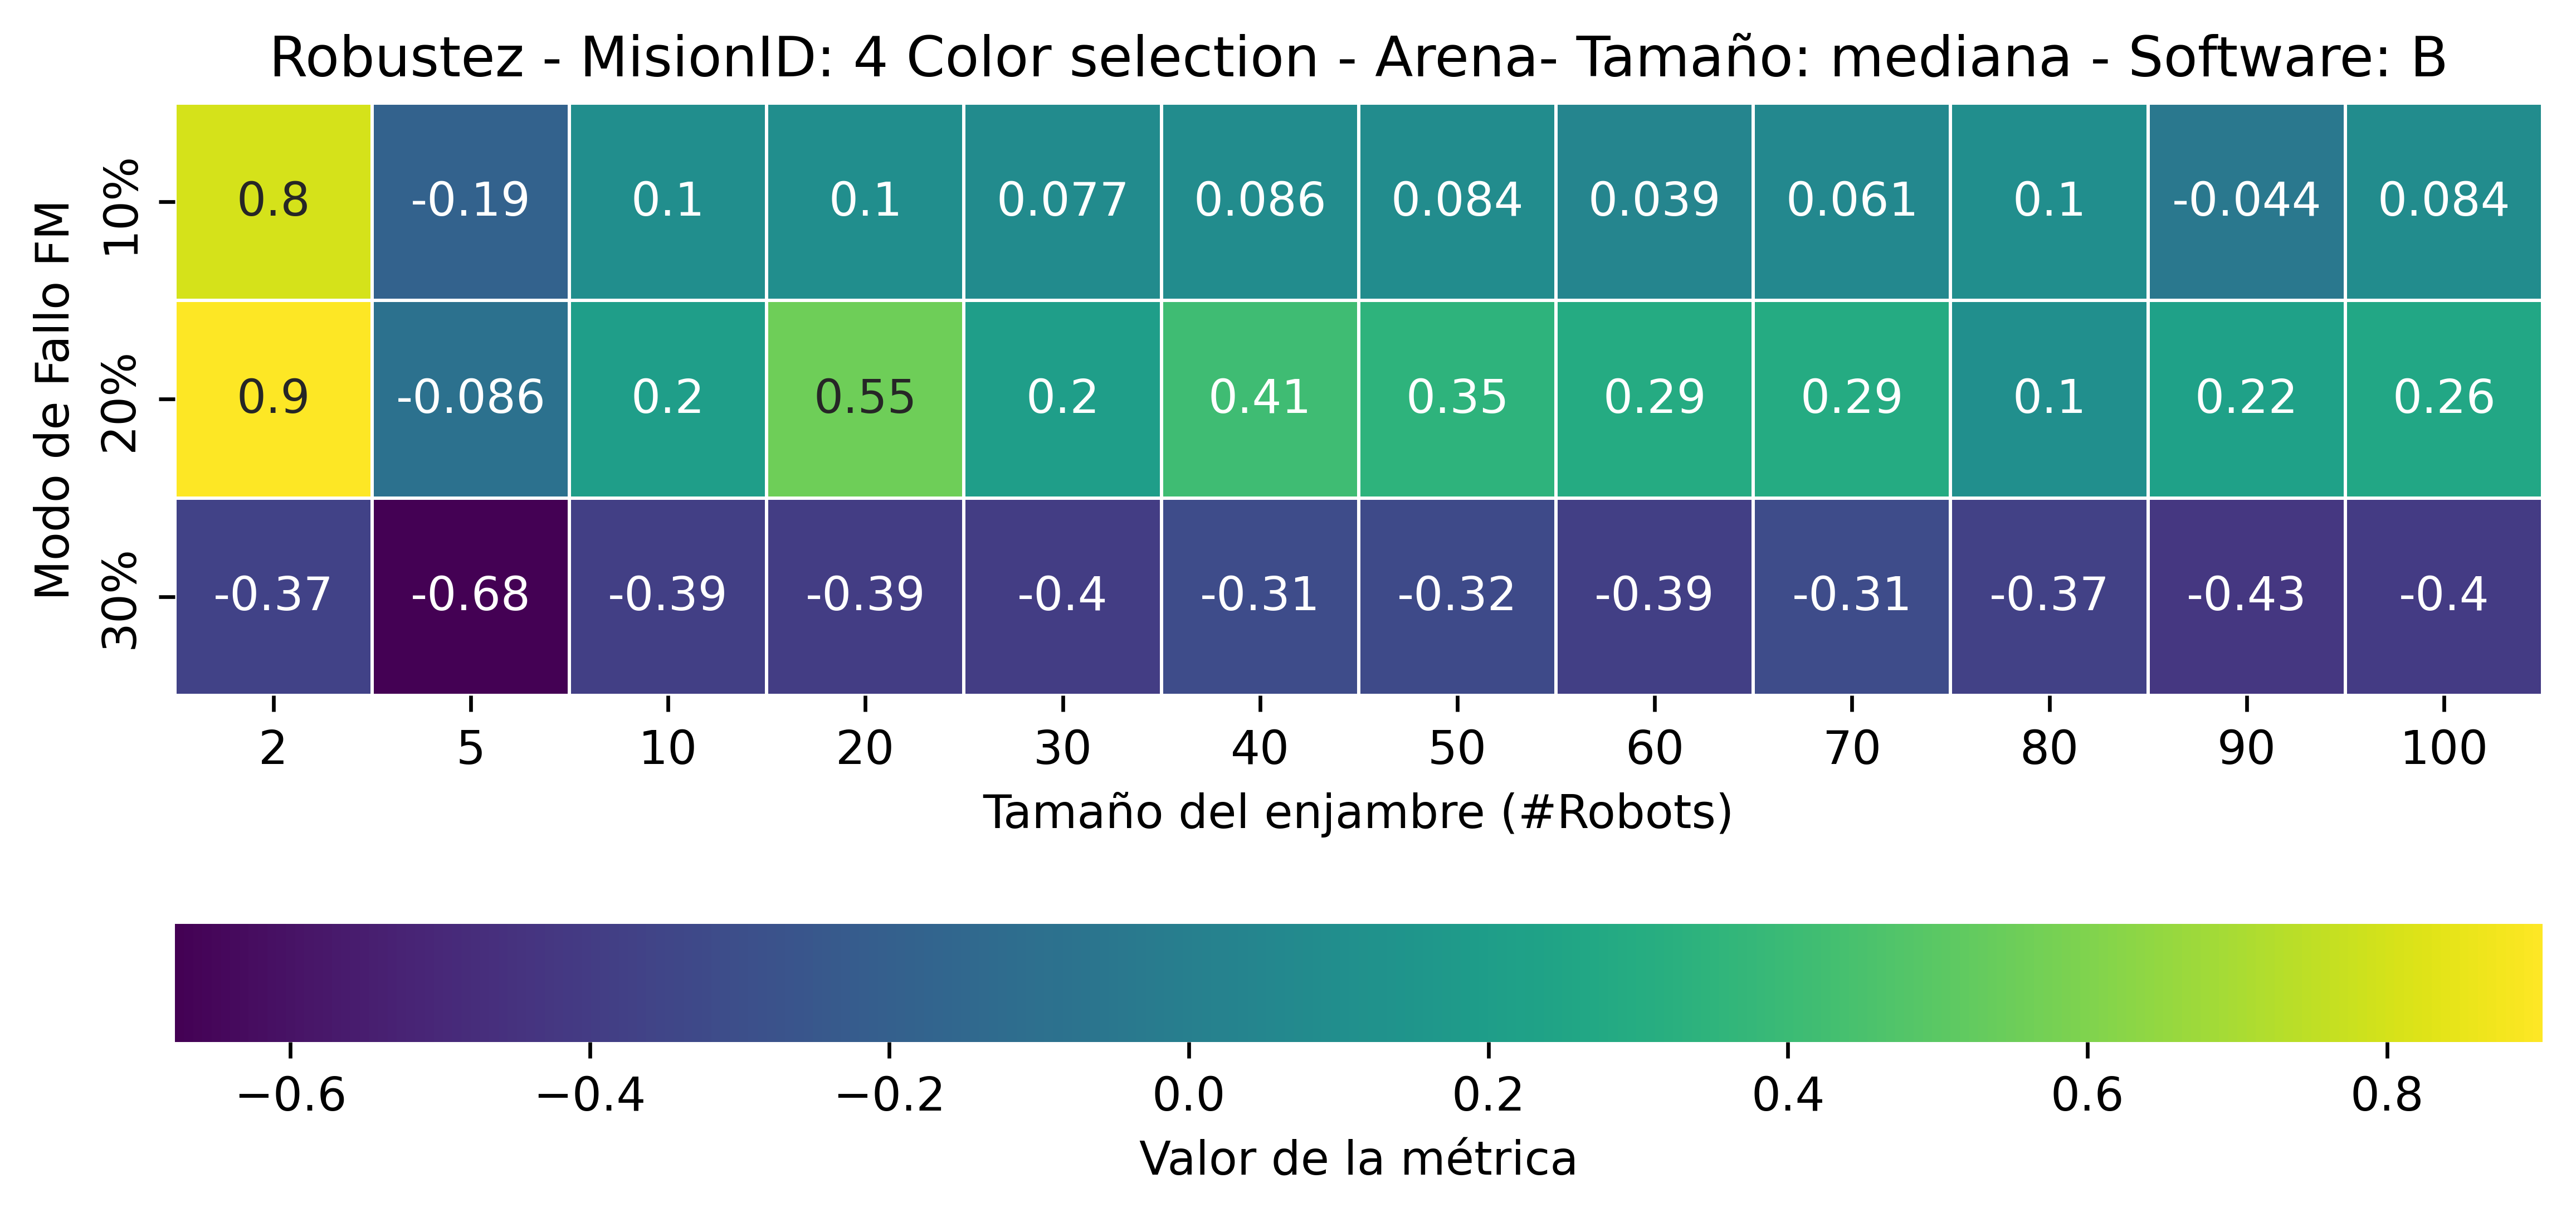 Robustez - MisionID: 4 Color selection - Arena- Tamaño: mediana - Software: B
Modo de Fallo FM
10%
0.8 -0.19 0.1 0.1 0.077 0.086 0.084 0.039 0.061 0.1 -0.044 0.084
20%
0.9 -0.086 0.2 0.55 0.2 0.41 0.35 0.29 0.29 0.1 0.22 0.26
30%
-0.37 -0.68 -0.39 -0.39 -0.4 -0.31 -0.32 -0.39 -0.31 -0.37 -0.43 -0.4
2 5 10 20 30 40 50 60 70 80 90 100
Tamaño del enjambre (#Robots)
−0.6 −0.4 −0.2 0.0 0.2 0.4 0.6 0.8
Valor de la métrica